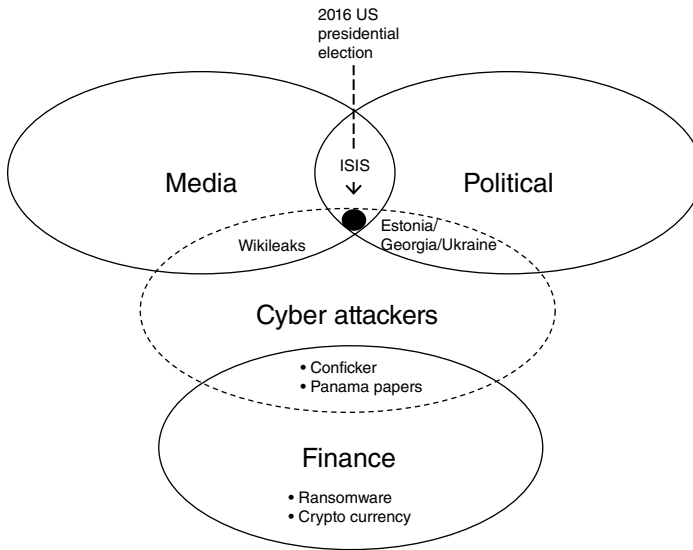 2016 US
presidential
election
ISIS
Media
Political
Wikileaks
Estonia/
Georgia/Ukraine
Cyber attackers
• Conficker
• Panama papers
Finance
• Ransomware
• Crypto currency